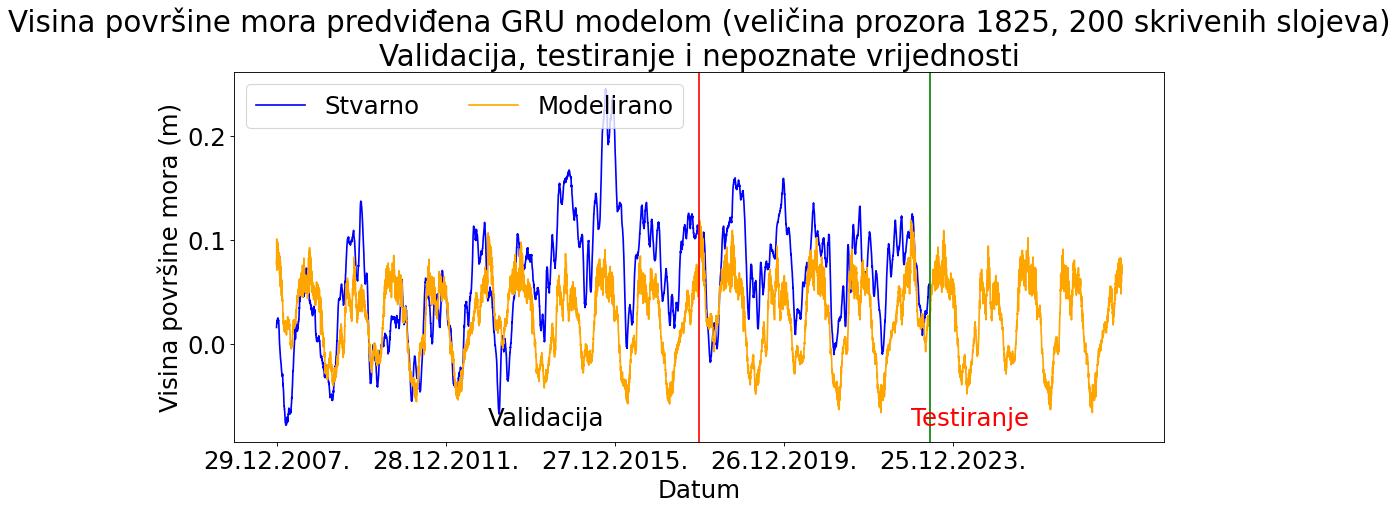 Visina površine mora predviđena GRU modelom (veličina prozora 1825, 200 skrivenih slojeva)
Validacija, testiranje i nepoznate vrijednosti
Stvarno
Modelirano
Visina površine mora (m)
0.2
0.1
0.0
Validacija
Testiranje
29.12.2007.
28.12.2011.
27.12.2015.
26.12.2019.
25.12.2023.
Datum